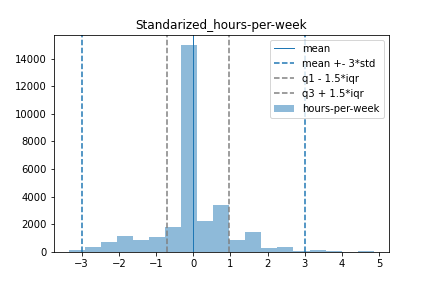 Standarized_hours-per-week
14000
12000
10000
8000
6000
4000
2000
0
mean
mean +- 3*std
q1 - 1.5*iqr
q3 + 1.5*iqr
hours-per-week
−3 −2 −1 0 1 2 3 4 5